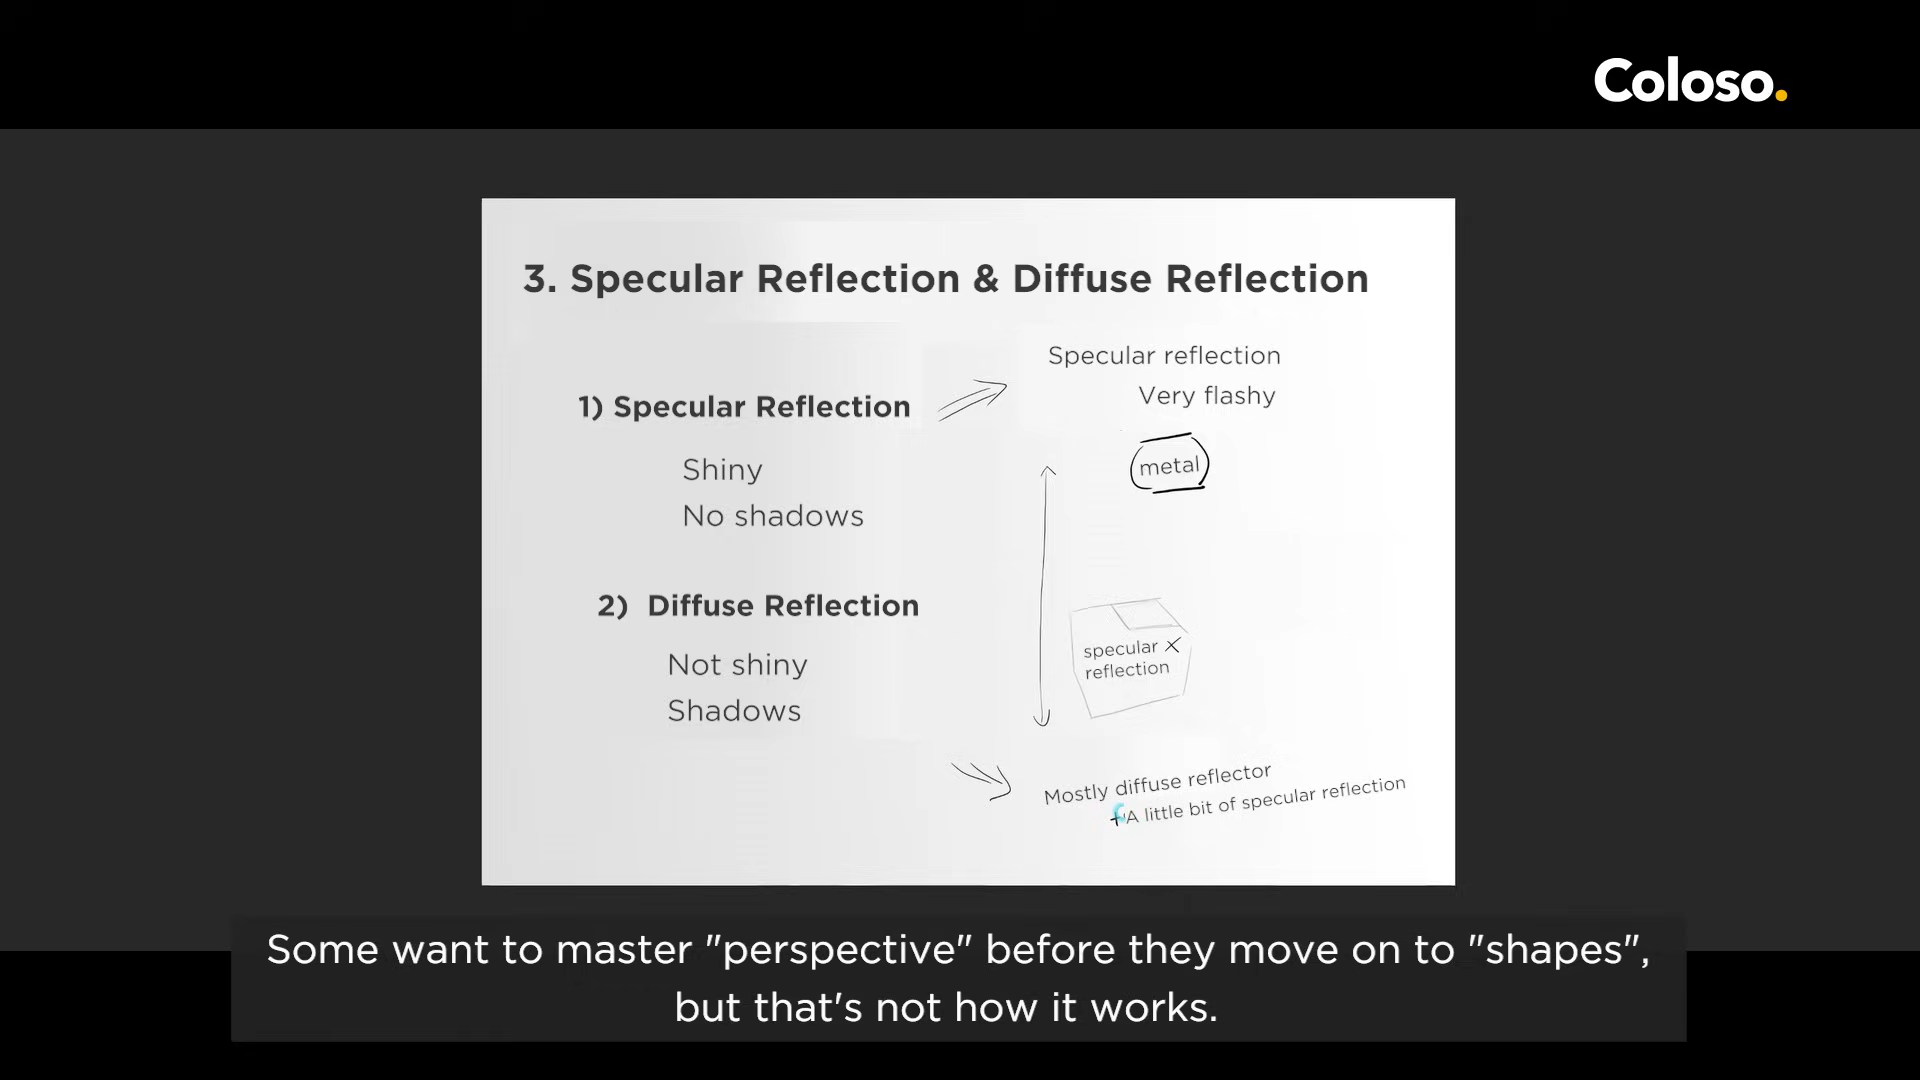 Coloso.
3. Specular Reflection & Diffuse Reflection
1) Specular Reflection
Shiny
No shadows
2) Diffuse Reflection
Not shiny
Shadows
Specular reflection
Very flashy
metal
specular X
reflection
Mostly diffuse reflector
+ A little bit of specular reflection
Some want to master "perspective" before they move on to "shapes",
but that's not how it works.